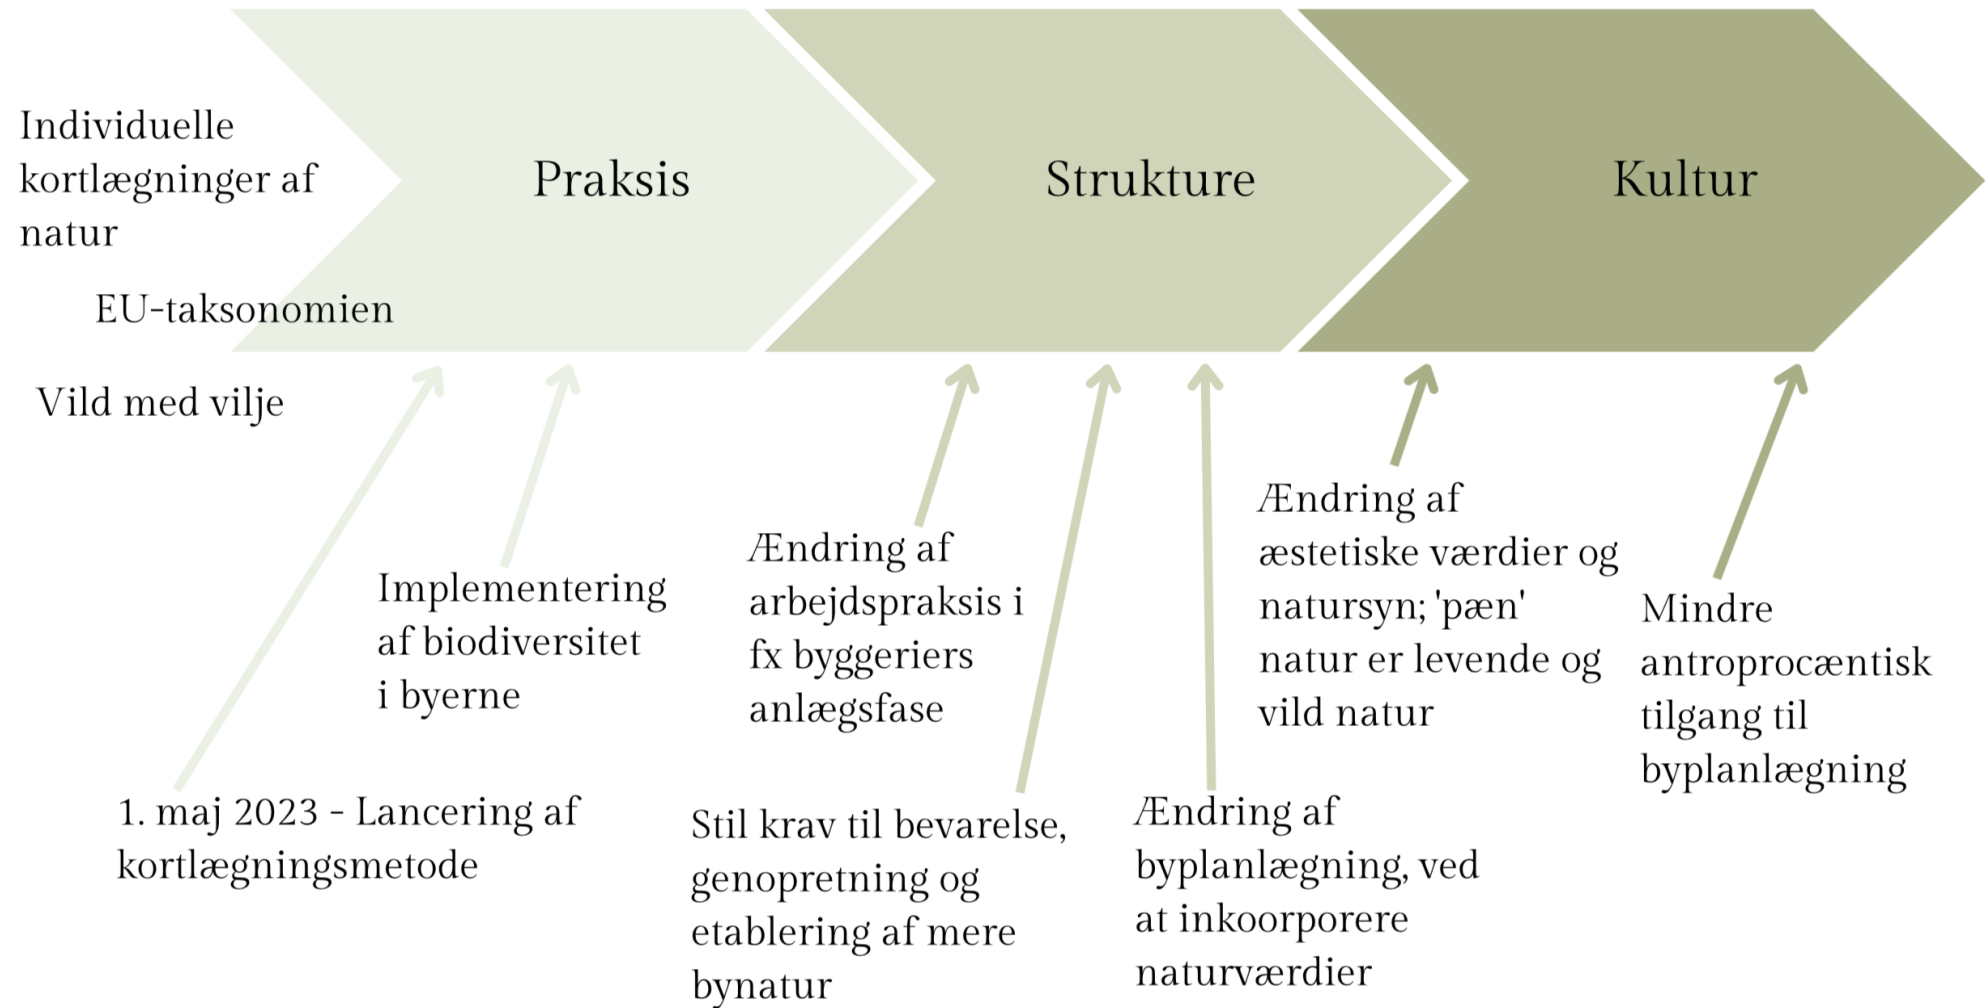 Individuelle
kortlægninger af
natur
EU-taksonomien
Vild med vilje
Praksis
Strukture
Kultur
1. maj 2023 - Lancering af
kortlægningsmetode
Implementering
af biodiversitet
i byerne
Ændring af
arbejdspraksis i
fx byggeriers
anlægsfase
Stil krav til bevarelse,
genopretning og
etablering af mere
bynatur
Ændring af
byplanlægning, ved
at inkoorporere
naturværdier
Ændring af
æstetiske værdier og
natursyn; 'pæn'
natur er levende og
vild natur
Mindre
antroprocæntisk
tilgang til
byplanlægning